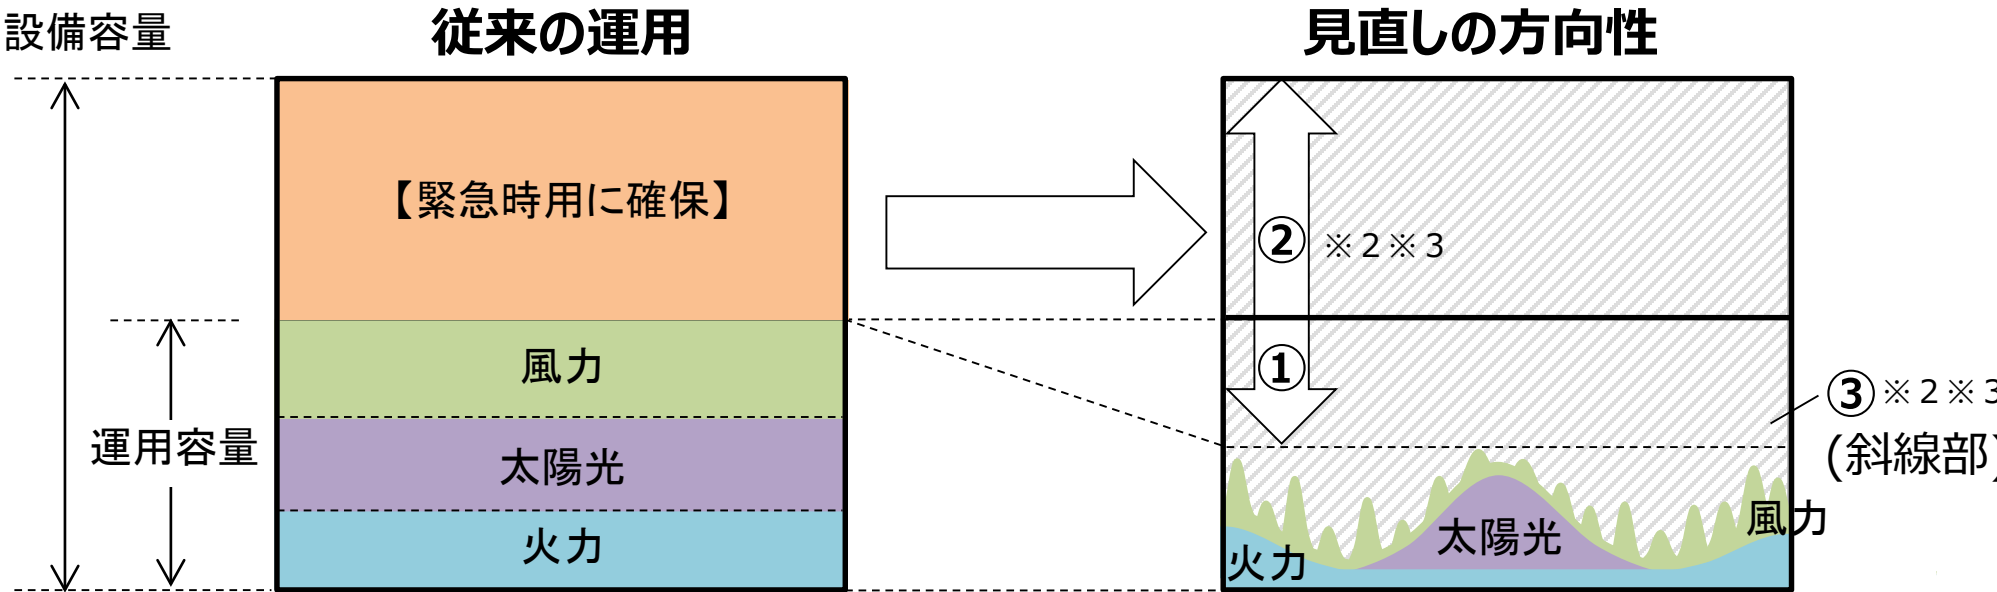 設備容量
従来の運用
見直しの方向性
【緊急時用に確保】
② ※2※3
風力
①
③※2※3
運用容量
(斜線部)
太陽光
風力
太陽光
火力
火力